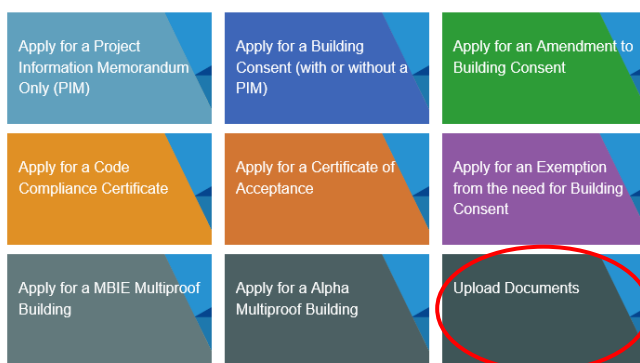 Apply for a Project
Information Memorandum
Only (PIM)
Apply for a Building
Consent (with or without a
PIM)
Apply for an Amendment to
Building Consent
Apply for a Code
Compliance Certificate
Apply for a Certificate of
Acceptance
Apply for an Exemption
from the need for Building
Consent
Apply for a MBIE Multiproof
Building
Apply for a Alpha
Multiproof Building
Upload Documents